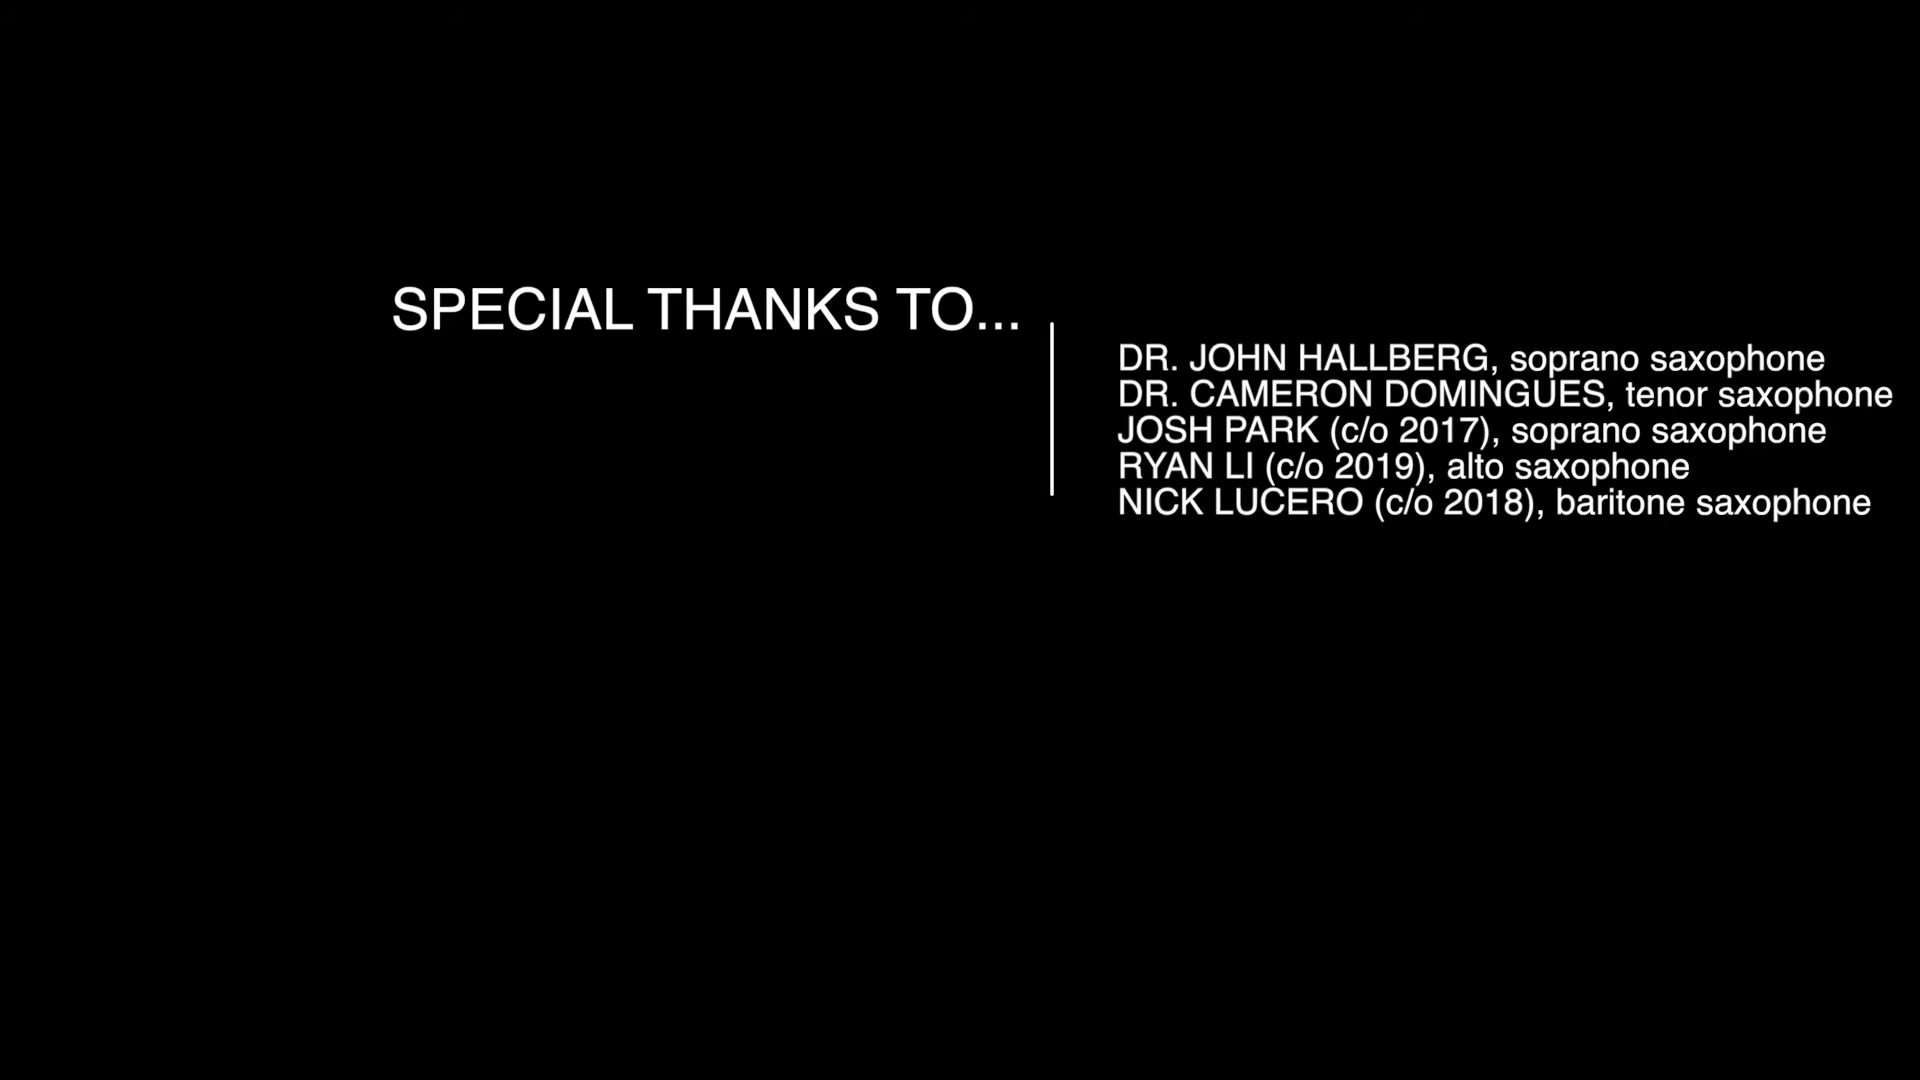 SPECIAL THANKS TO...
DR. JOHN HALLBERG, soprano saxophone
DR. CAMERON DOMINGUES, tenor saxophone
JOSH PARK (c/o 2017), soprano saxophone
RYAN LI (c/o 2019), alto saxophone
NICK LUCERO (c/o 2018), baritone saxophone